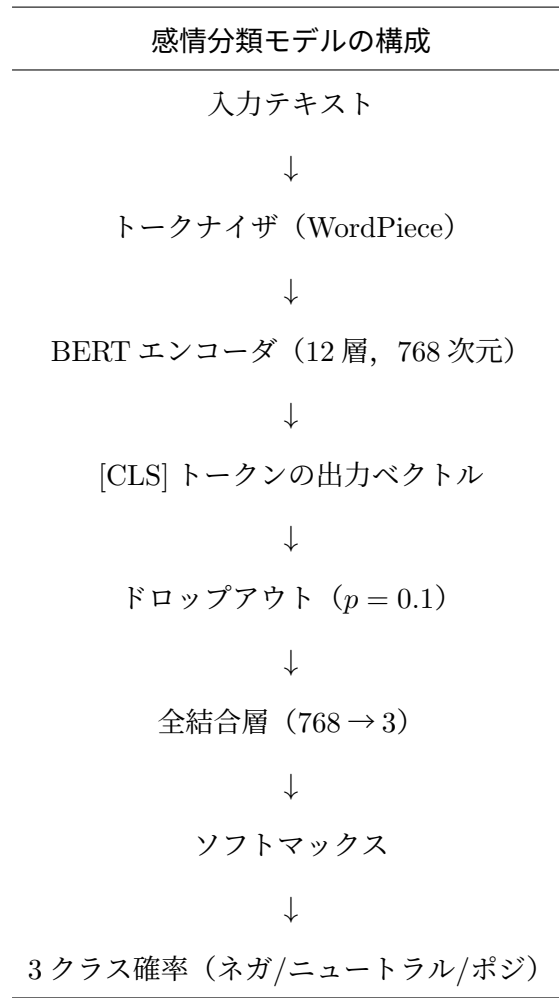 感情分類モデルの構成
入力テキスト
↓
トークナイザ（WordPiece）
↓
BERT エンコーダ（12 層，768 次元）
↓
[CLS] トークンの出力ベクトル
↓
ドロップアウト（p = 0.1）
↓
全結合層（768 → 3）
↓
ソフトマックス
↓
3 クラス確率（ネガ/ニュートラル/ポジ）